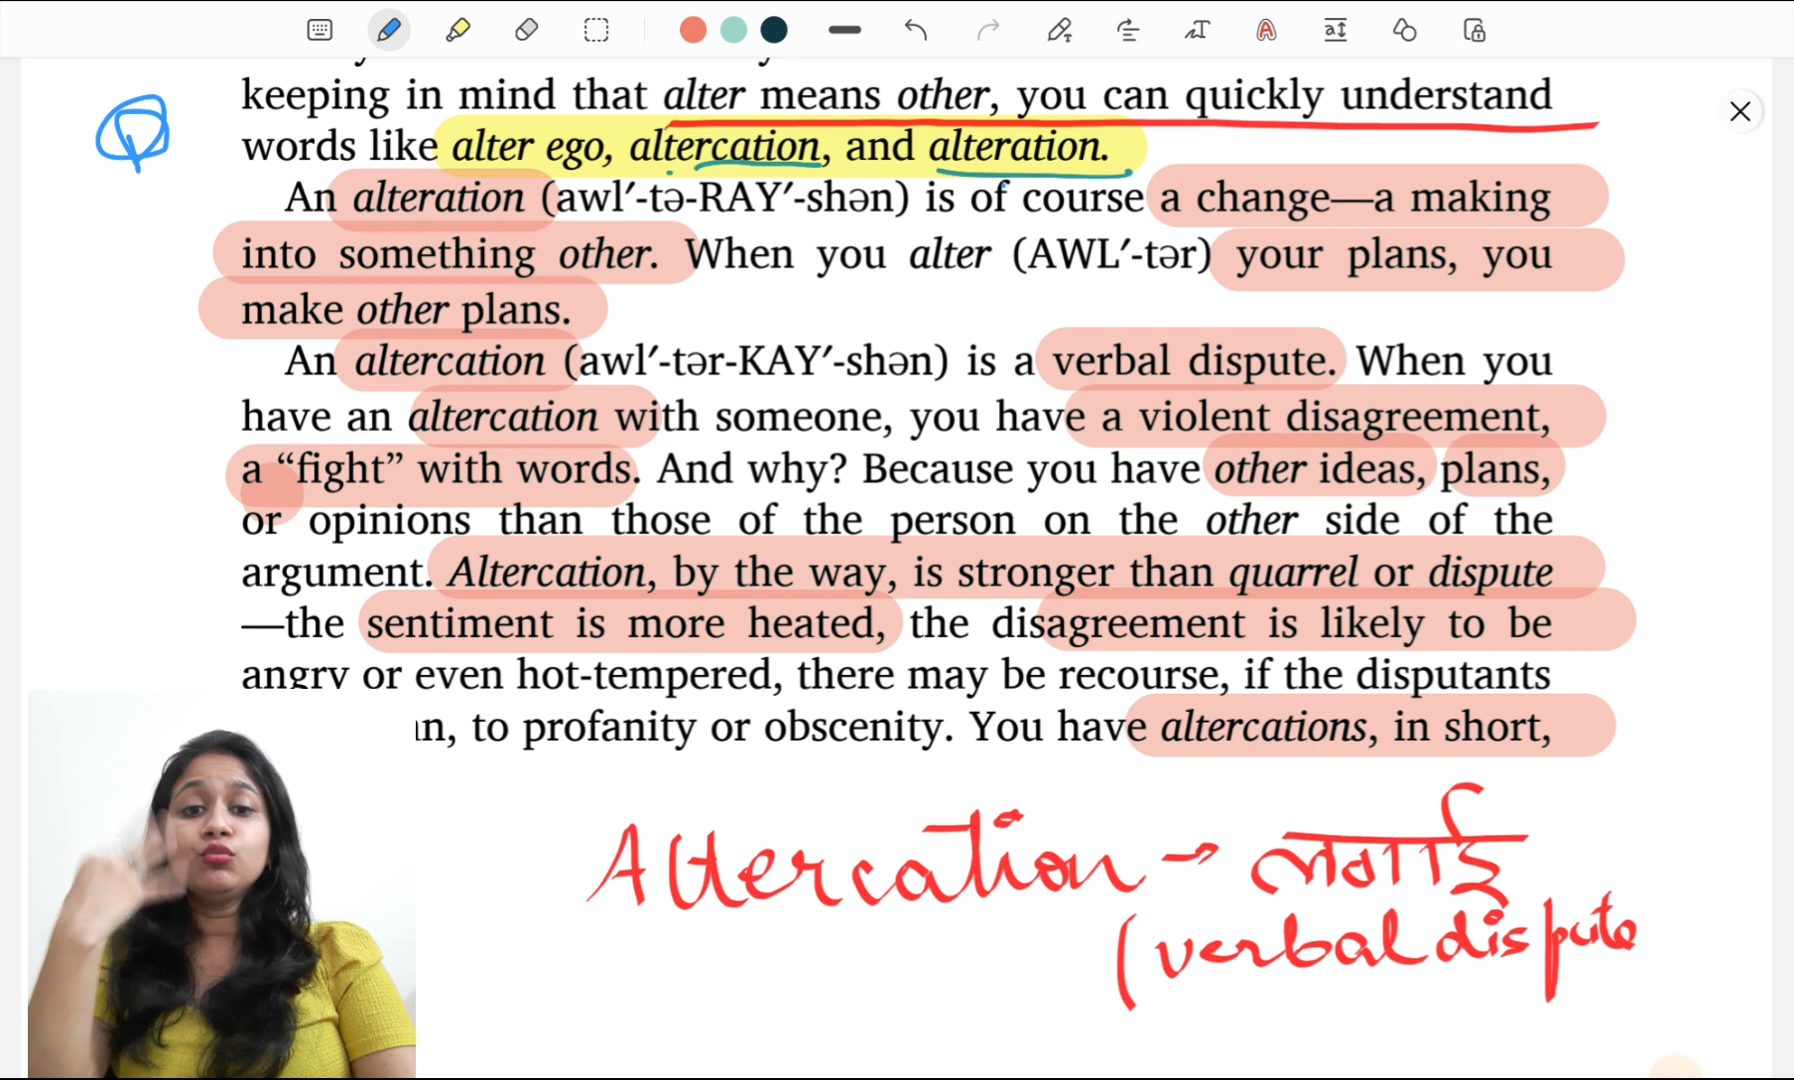 keeping in mind that alter means other, you can quickly understand
words like alter ego, altercation, and alteration.
An alteration (awl′-tə-RAY′-shən) is of course a change—a making
into something other. When you alter (AWL′-tər) your plans, you
make other plans.
An altercation (awl′-tər-KAY′-shən) is a verbal dispute. When you
have an altercation with someone, you have a violent disagreement,
a “fight” with words. And why? Because you have other ideas, plans,
or opinions than those of the person on the other side of the
argument. Altercation, by the way, is stronger than quarrel or dispute
—the sentiment is more heated, the disagreement is likely to be
angry or even hot-tempered, there may be recourse, if the disputants
, to profanity or obscenity. You have altercations, in short,
Altercation →
(verbal dispute